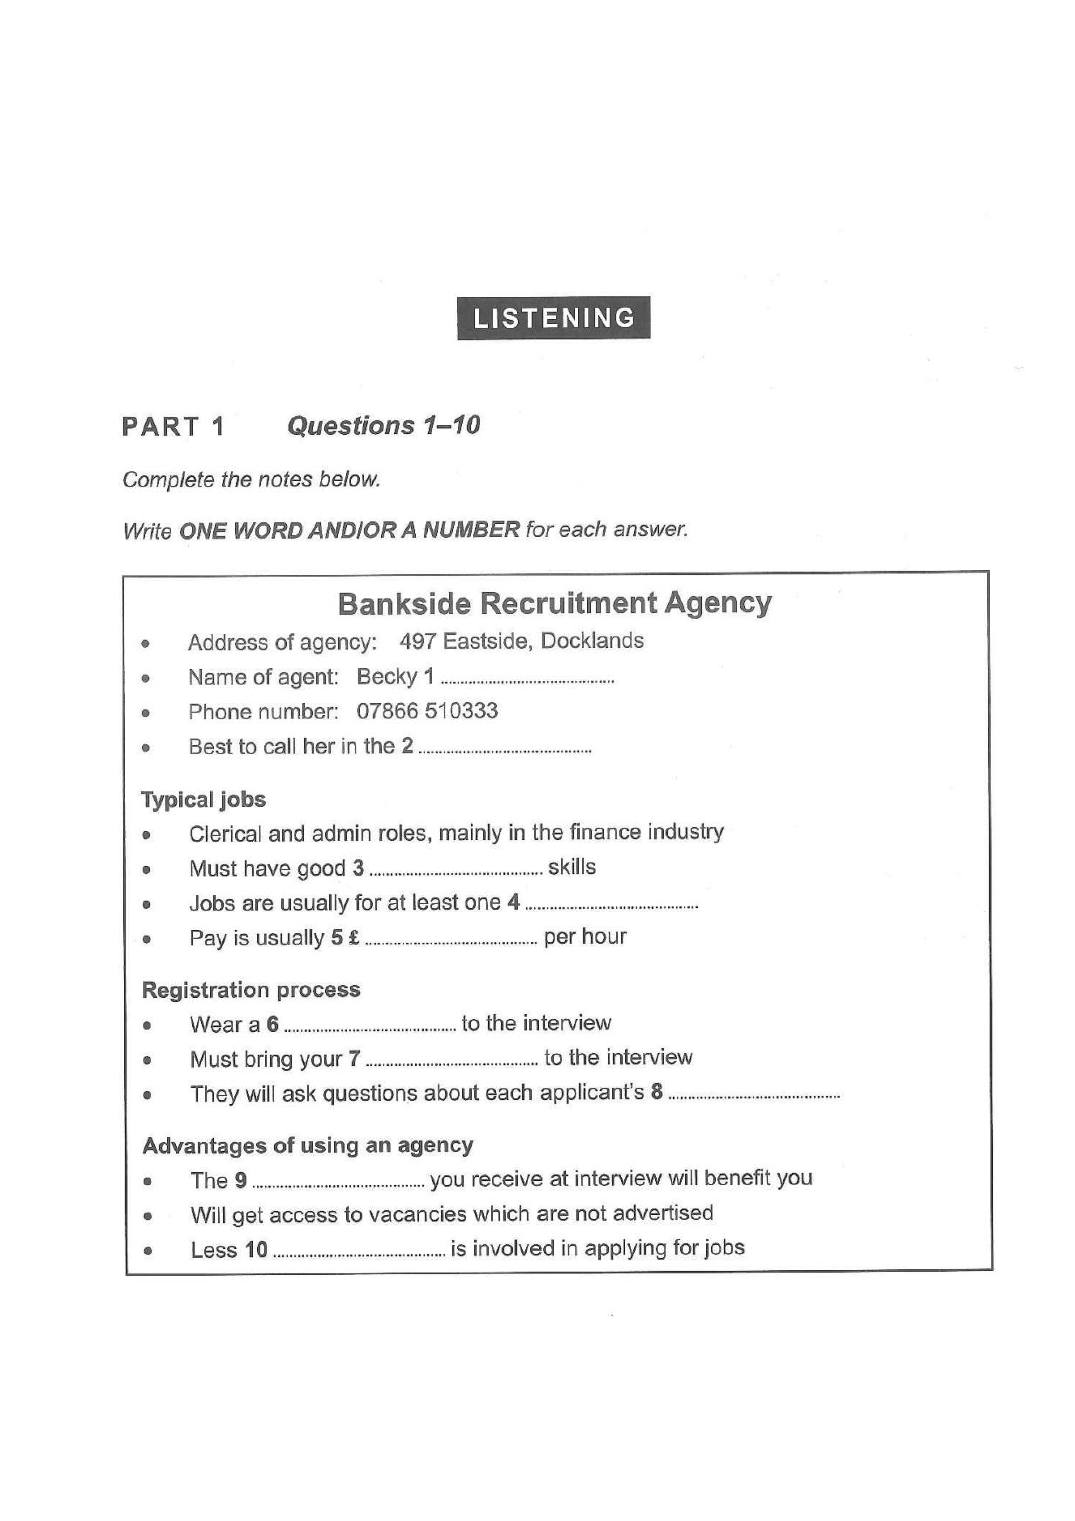 LISTENING
PART 1 Questions 1–10
Complete the notes below.
Write ONE WORD AND/OR A NUMBER for each answer.
Bankside Recruitment Agency
• Address of agency: 497 Eastside, Docklands
• Name of agent: Becky 1 ..........................................
• Phone number: 07866 510333
• Best to call her in the 2 ..........................................
Typical jobs
• Clerical and admin roles, mainly in the finance industry
• Must have good 3 .......................................... skills
• Jobs are usually for at least one 4 ..........................................
• Pay is usually 5 £ .......................................... per hour
Registration process
• Wear a 6 .......................................... to the interview
• Must bring your 7 .......................................... to the interview
• They will ask questions about each applicant's 8 ..........................................
Advantages of using an agency
• The 9 .......................................... you receive at interview will benefit you
• Will get access to vacancies which are not advertised
• Less 10 .......................................... is involved in applying for jobs